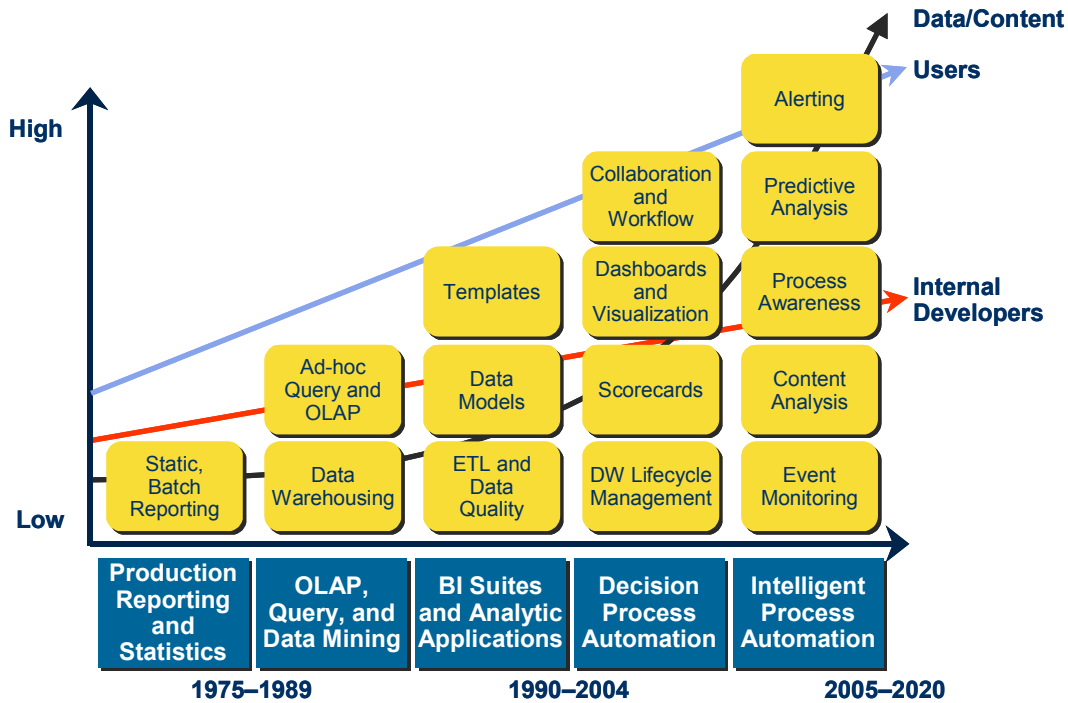 Data/Content
Users
High
Alerting
Collaboration
and
Workflow
Predictive
Analysis
Templates
Dashboards
and
Visualization
Process
Awareness
Internal
Developers
Ad-hoc
Query and
OLAP
Data
Models
Scorecards
Content
Analysis
Static,
Batch
Reporting
Data
Warehousing
ETL and
Data
Quality
DW Lifecycle
Management
Event
Monitoring
Low
Production
Reporting
and
Statistics
OLAP,
Query, and
Data Mining
BI Suites
and Analytic
Applications
Decision
Process
Automation
Intelligent
Process
Automation
1975–1989
1990–2004
2005–2020